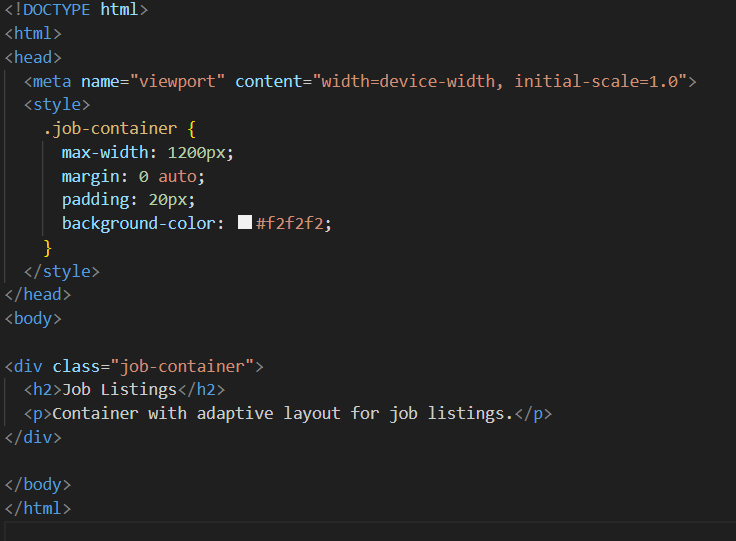 <!DOCTYPE html>
<html>
<head>
  <meta name="viewport" content="width=device-width, initial-scale=1.0">
  <style>
    .job-container {
      max-width: 1200px;
      margin: 0 auto;
      padding: 20px;
      background-color: #f2f2f2;
    }
  </style>
</head>
<body>

<div class="job-container">
  <h2>Job Listings</h2>
  <p>Container with adaptive layout for job listings.</p>
</div>

</body>
</html>